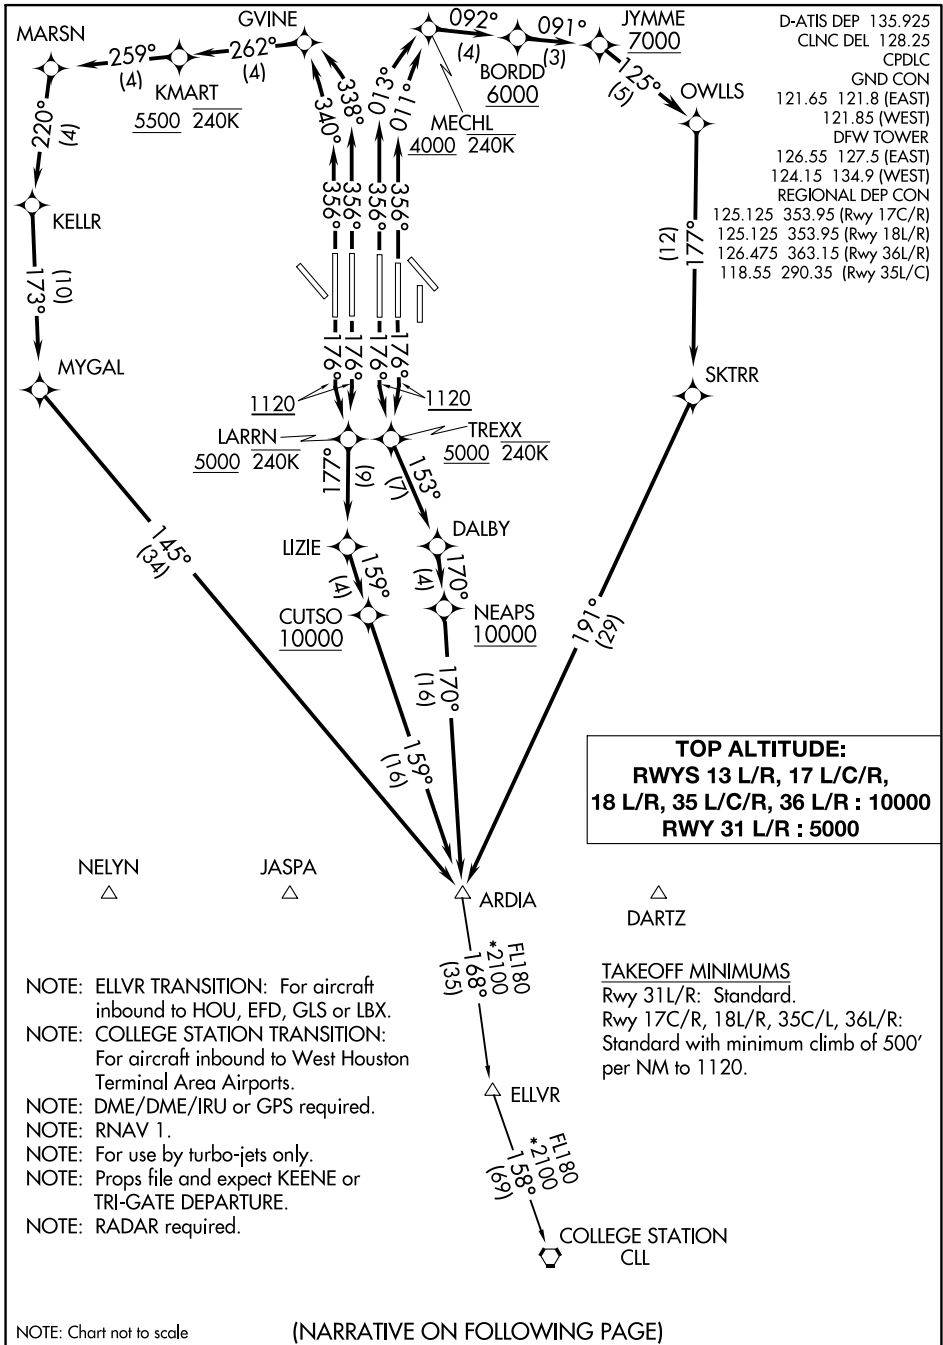 MARSN
GVINE
259°
(4)
262°
(4)
KMART
5500 240K
220°
(4)
KELLR
173°
(10)
MYGAL
340°
338°
013°
011°
356°
356°
356°
356°
092°
(4)
091°
(3)
BORDD
6000
MECHL
4000 240K
JYMME
7000
125°
(5)
OWLLS
177°
(12)
SKTRR
D-ATIS DEP 135.925
CLNC DEL 128.25
CPDLC
GND CON
121.65 121.8 (EAST)
121.85 (WEST)
DFW TOWER
126.55 127.5 (EAST)
124.15 134.9 (WEST)
REGIONAL DEP CON
125.125 353.95 (Rwy 17C/R)
125.125 353.95 (Rwy 18L/R)
126.475 363.15 (Rwy 36L/R)
118.55 290.35 (Rwy 35L/C)
176°
176°
176°
176°
1120
1120
LARRN
5000 240K
TREXX
5000 240K
177°
(6)
153°
(7)
LIZIE
DALBY
159°
(4)
170°
(4)
CUTSO
10000
NEAPS
10000
145°
(34)
159°
(16)
170°
(16)
191°
(29)
TOP ALTITUDE:
RWYS 13 L/R, 17 L/C/R,
18 L/R, 35 L/C/R, 36 L/R : 10000
RWY 31 L/R : 5000
NELYN
JASPA
ARDIA
DARTZ
FL180
*2100
168°
(35)
NOTE: ELLVR TRANSITION: For aircraft
inbound to HOU, EFD, GLS or LBX.
NOTE: COLLEGE STATION TRANSITION:
For aircraft inbound to West Houston
Terminal Area Airports.
NOTE: DME/DME/IRU or GPS required.
NOTE: RNAV 1.
NOTE: For use by turbo-jets only.
NOTE: Props file and expect KEENE or
TRI-GATE DEPARTURE.
NOTE: RADAR required.
TAKEOFF MINIMUMS
Rwy 31L/R: Standard.
Rwy 17C/R, 18L/R, 35C/L, 36L/R:
Standard with minimum climb of 500'
per NM to 1120.
ELLVR
FL180
*2100
158°
(69)
COLLEGE STATION
CLL
NOTE: Chart not to scale
(NARRATIVE ON FOLLOWING PAGE)